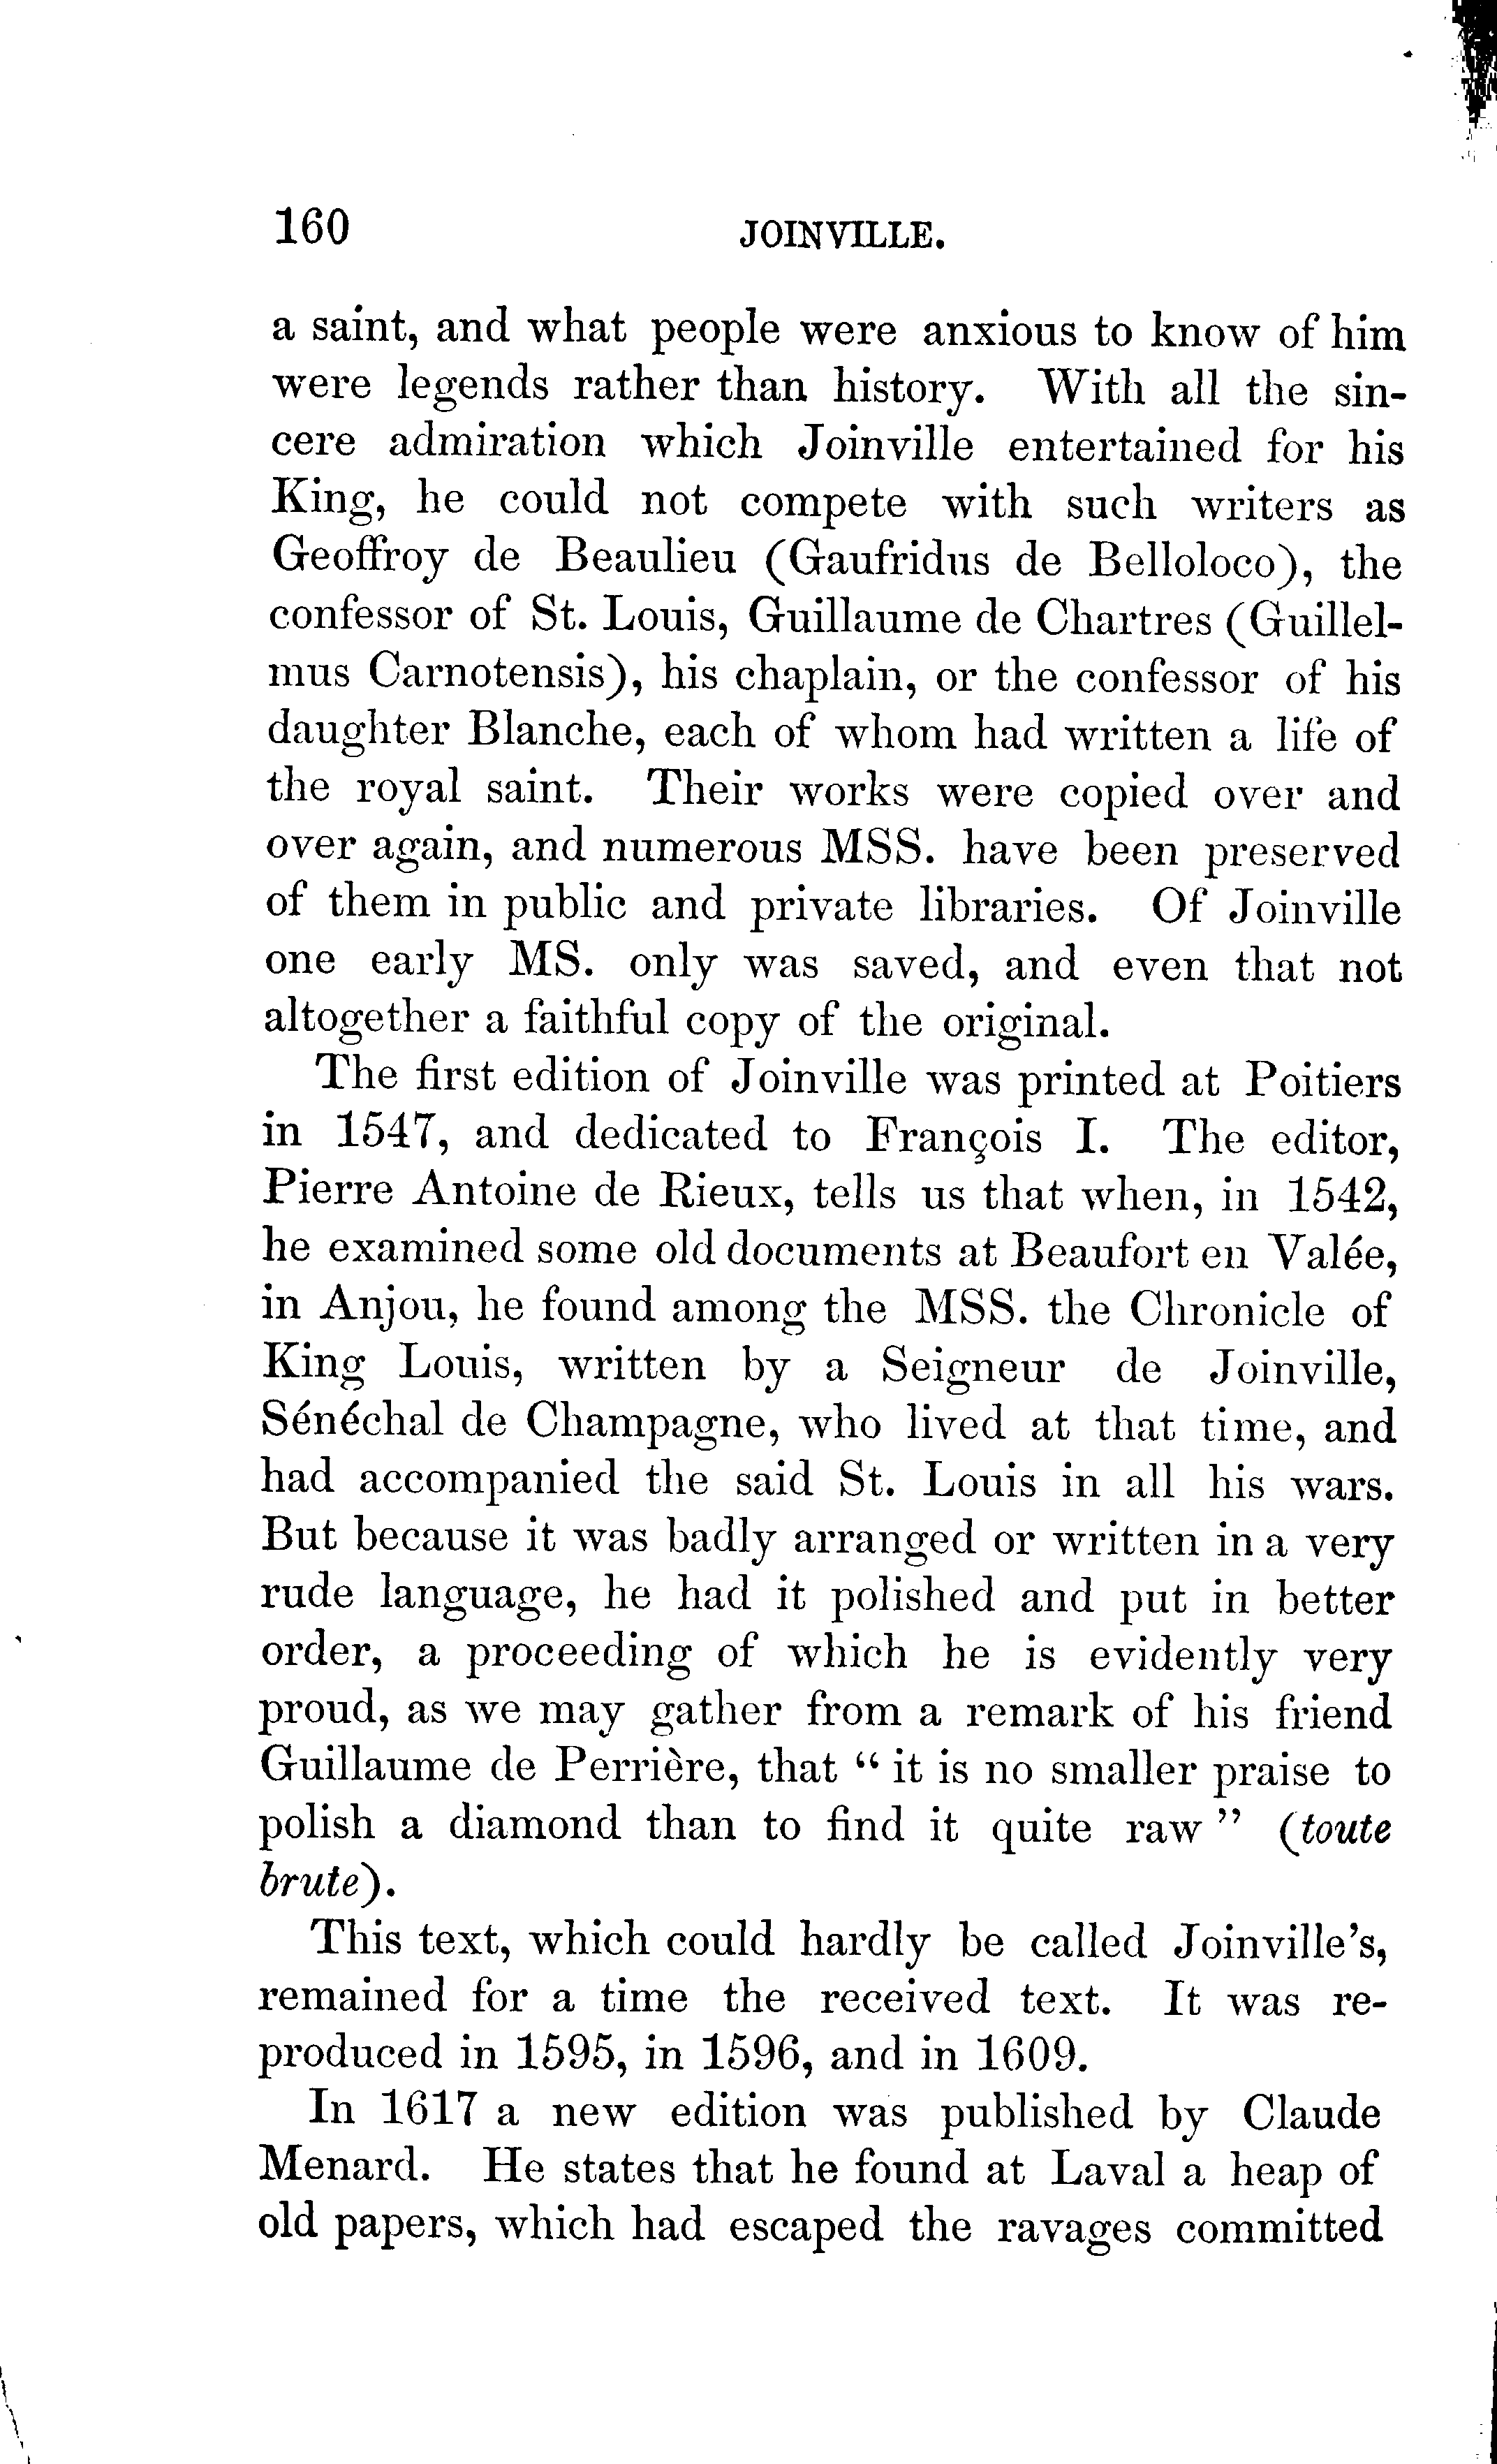 160 JOINVILLE.
a saint, and what people were anxious to know of him
were legends rather than history. With all the sin-
cere admiration which Joinville entertained for his
King, he could not compete with such writers as
Geoffroy de Beaulieu (Gaufridus de Belloloco), the
confessor of St. Louis, Guillaume de Chartres (Guillel-
mus Carnotensis), his chaplain, or the confessor of his
daughter Blanche, each of whom had written a life of
the royal saint. Their works were copied over and
over again, and numerous MSS. have been preserved
of them in public and private libraries. Of Joinville
one early MS. only was saved, and even that not
altogether a faithful copy of the original.
The first edition of Joinville was printed at Poitiers
in 1547, and dedicated to François I. The editor,
Pierre Antoine de Rieux, tells us that when, in 1542,
he examined some old documents at Beaufort en Valée,
in Anjou, he found among the MSS. the Chronicle of
King Louis, written by a Seigneur de Joinville,
Sénéchal de Champagne, who lived at that time, and
had accompanied the said St. Louis in all his wars.
But because it was badly arranged or written in a very
rude language, he had it polished and put in better
order, a proceeding of which he is evidently very
proud, as we may gather from a remark of his friend
Guillaume de Perrière, that “ it is no smaller praise to
polish a diamond than to find it quite raw ” (toute
brute).
This text, which could hardly be called Joinville’s,
remained for a time the received text. It was re-
produced in 1595, in 1596, and in 1609.
In 1617 a new edition was published by Claude
Menard. He states that he found at Laval a heap of
old papers, which had escaped the ravages committed